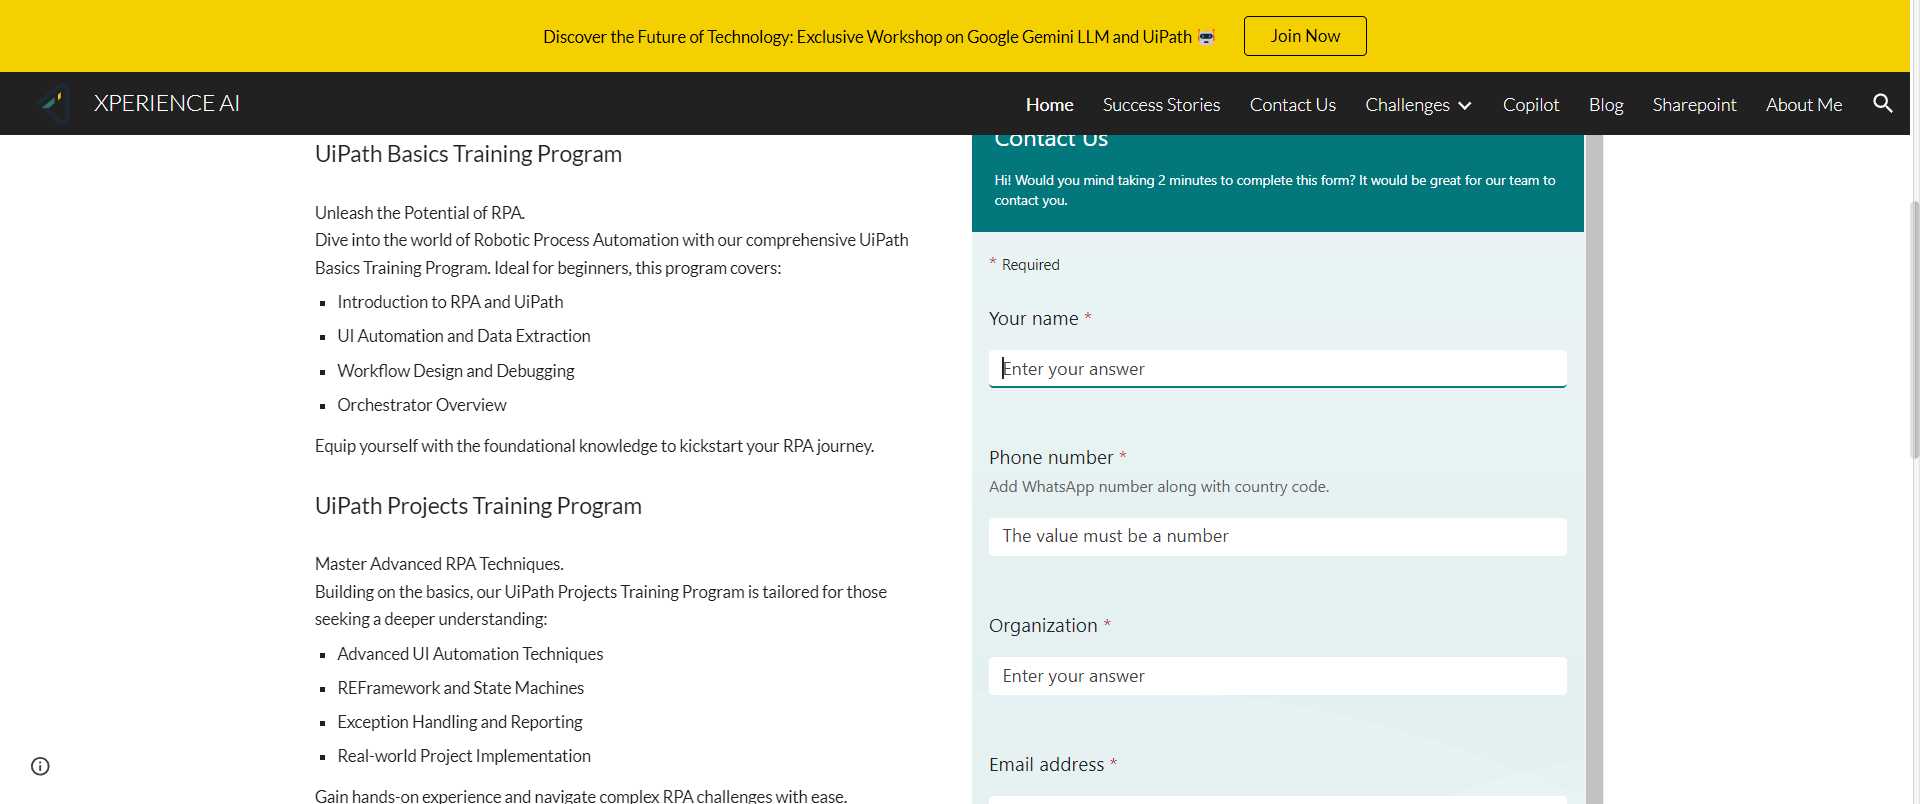 Discover the Future of Technology: Exclusive Workshop on Google Gemini LLM and UiPath 🤖
Join Now
XPERIENCE AI
Home
Success Stories
Contact Us
Challenges
Copilot
Blog
Sharepoint
About Me
UiPath Basics Training Program
Unleash the Potential of RPA.
Dive into the world of Robotic Process Automation with our comprehensive UiPath
Basics Training Program. Ideal for beginners, this program covers:
▪ Introduction to RPA and UiPath
▪ UI Automation and Data Extraction
▪ Workflow Design and Debugging
▪ Orchestrator Overview
Equip yourself with the foundational knowledge to kickstart your RPA journey.
UiPath Projects Training Program
Master Advanced RPA Techniques.
Building on the basics, our UiPath Projects Training Program is tailored for those
seeking a deeper understanding:
▪ Advanced UI Automation Techniques
▪ REFramework and State Machines
▪ Exception Handling and Reporting
▪ Real-world Project Implementation
Gain hands-on experience and navigate complex RPA challenges with ease.
Contact Us
Hi! Would you mind taking 2 minutes to complete this form? It would be great for our team to
contact you.
* Required
Your name *
Enter your answer
Phone number *
Add WhatsApp number along with country code.
The value must be a number
Organization *
Enter your answer
Email address *